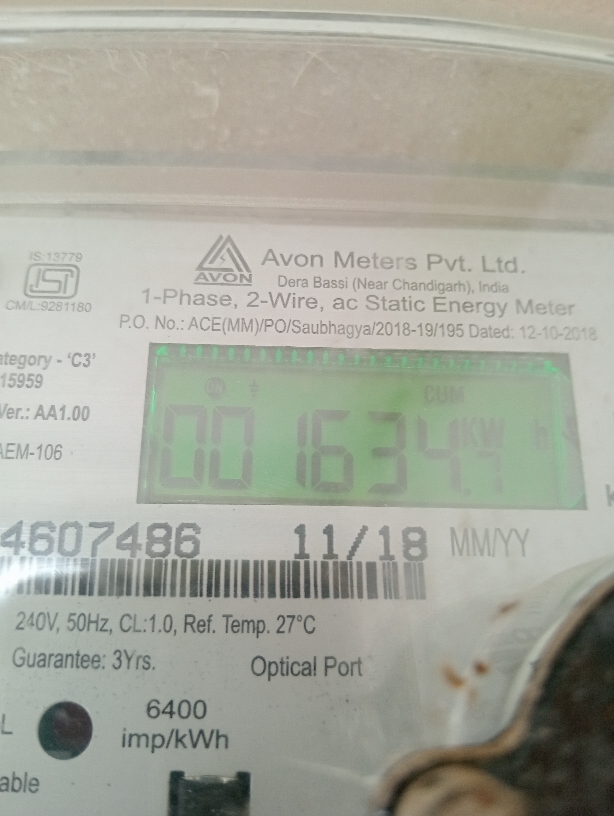 IS:13779
ISI
CM/L:9281180
AVON
Avon Meters Pvt. Ltd.
Dera Bassi (Near Chandigarh), India
1-Phase, 2-Wire, ac Static Energy Meter
P.O. No.: ACE(MM)/PO/Saubhagya/2018-19/195 Dated: 12-10-2018
ategory - 'C3'
15959
Ver.: AA1.00
AEM-106
CUM
001634.1 KW h
4607486 11/18 MM/YY
240V, 50Hz, CL:1.0, Ref. Temp. 27°C
Guarantee: 3Yrs.
Optical Port
L
6400
imp/kWh
able